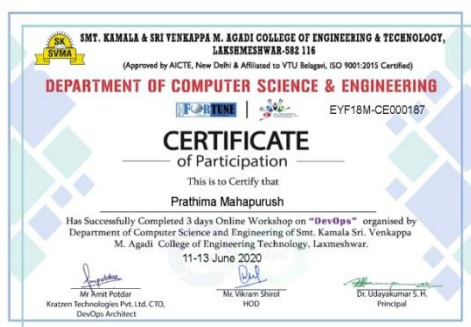 SK
SVMA
SMT. KAMALA & SRI VENKAPPA M. AGADI COLLEGE OF ENGINEERING & TECHNOLOGY,
LAKSHMESHWAR-582 116
(Approved by AICTE, New Delhi & Affiliated to VTU Belagavi, ISO 9001:2015 Certified)
DEPARTMENT OF COMPUTER SCIENCE & ENGINEERING
FORTUNE
EYF18M-CE000187
CERTIFICATE
of Participation
This is to Certify that
Prathima Mahapurush
Has Successfully Completed 3 days Online Workshop on "DevOps" organised by
Department of Computer Science and Engineering of Smt. Kamala Sri. Venkappa
M. Agadi College of Engineering Technology, Laxmeshwar.
11-13 June 2020
Mr Amit Potdar
Kratzen Technologies Pvt. Ltd. CTO,
DevOps Architect
Mr. Vikram Shirol
HOD
Dr. Udayakumar S. H.
Principal